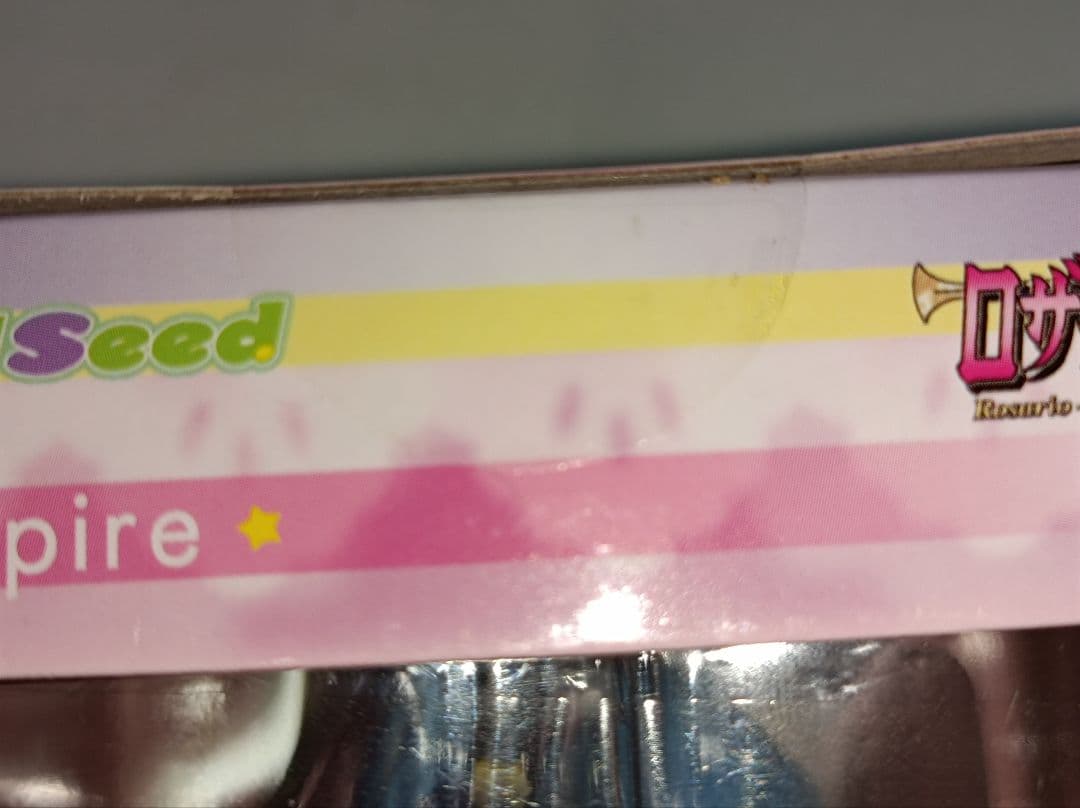 Seed
ロザ
Rosario
pire